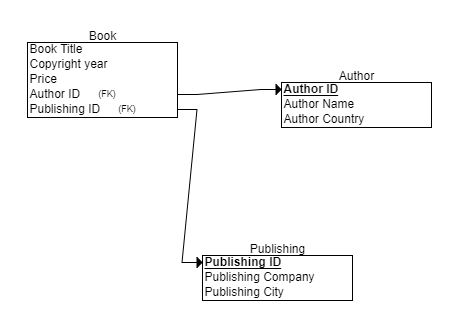 Book
Book Title
Copyright year
Price
Author ID (FK)
Publishing ID (FK)
Author
Author ID
Author Name
Author Country
Publishing
Publishing ID
Publishing Company
Publishing City